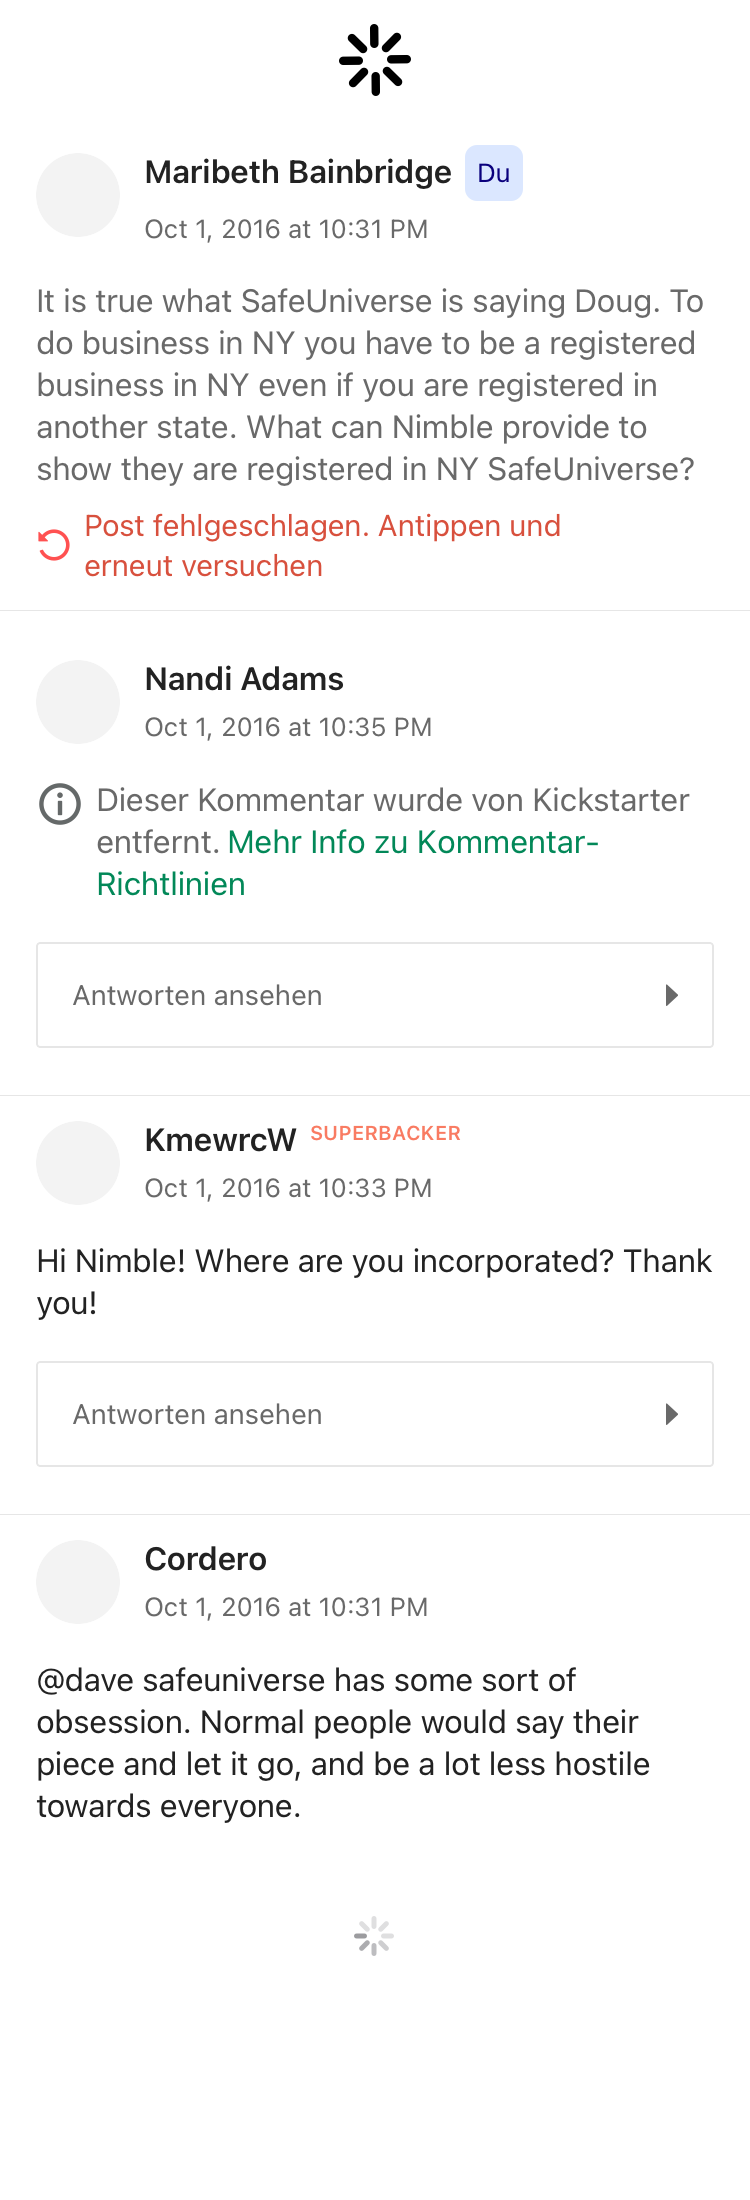 Maribeth Bainbridge Du
Oct 1, 2016 at 10:31 PM
It is true what SafeUniverse is saying Doug. To
do business in NY you have to be a registered
business in NY even if you are registered in
another state. What can Nimble provide to
show they are registered in NY SafeUniverse?
Post fehlgeschlagen. Antippen und
erneut versuchen
Nandi Adams
Oct 1, 2016 at 10:35 PM
Dieser Kommentar wurde von Kickstarter
entfernt. Mehr Info zu Kommentar-
Richtlinien
Antworten ansehen
KmewrcW SUPERBACKER
Oct 1, 2016 at 10:33 PM
Hi Nimble! Where are you incorporated? Thank
you!
Antworten ansehen
Cordero
Oct 1, 2016 at 10:31 PM
@dave safeuniverse has some sort of
obsession. Normal people would say their
piece and let it go, and be a lot less hostile
towards everyone.